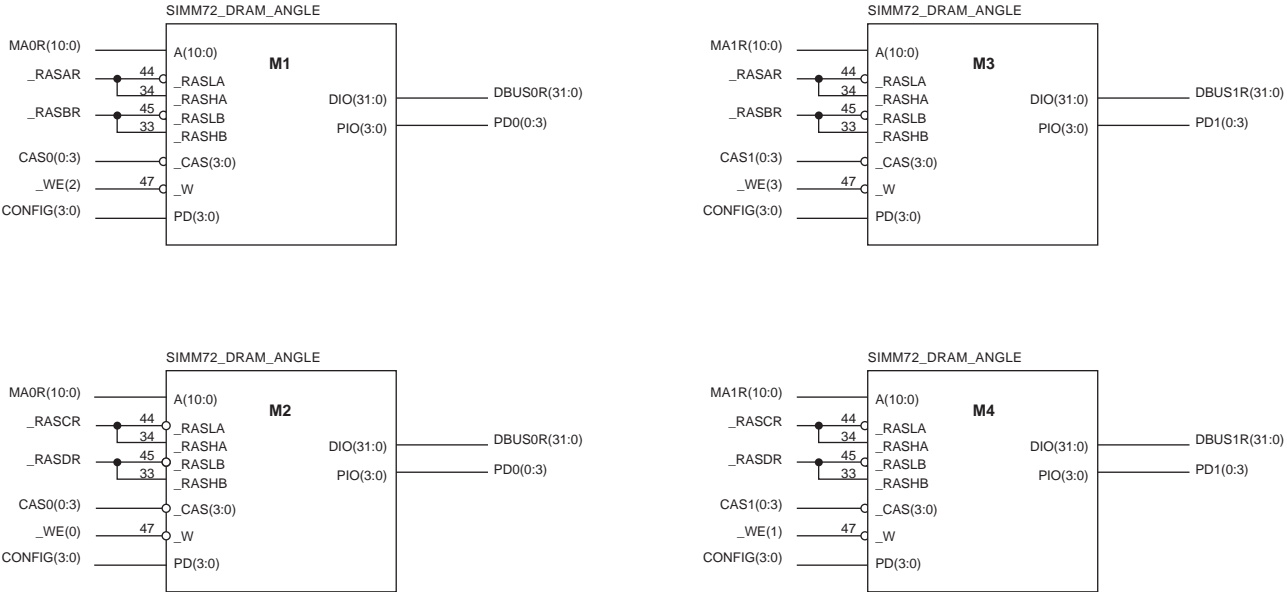 SIMM72_DRAM_ANGLE
MA0R(10:0)
A(10:0)
M1
_RASAR
44
_RASLA
34
_RASHA
_RASBR
45
_RASLB
33
_RASHB
DIO(31:0)
DBUS0R(31:0)
PIO(3:0)
PD0(0:3)
CAS0(0:3)
_CAS(3:0)
_WE(2)
47
_W
CONFIG(3:0)
PD(3:0)
SIMM72_DRAM_ANGLE
MA1R(10:0)
A(10:0)
M3
_RASAR
44
_RASLA
34
_RASHA
_RASBR
45
_RASLB
33
_RASHB
DIO(31:0)
DBUS1R(31:0)
PIO(3:0)
PD1(0:3)
CAS1(0:3)
_CAS(3:0)
_WE(3)
47
_W
CONFIG(3:0)
PD(3:0)
SIMM72_DRAM_ANGLE
MA0R(10:0)
A(10:0)
M2
_RASCR
44
_RASLA
34
_RASHA
_RASDR
45
_RASLB
33
_RASHB
DIO(31:0)
DBUS0R(31:0)
PIO(3:0)
PD0(0:3)
CAS0(0:3)
_CAS(3:0)
_WE(0)
47
_W
CONFIG(3:0)
PD(3:0)
SIMM72_DRAM_ANGLE
MA1R(10:0)
A(10:0)
M4
_RASCR
44
_RASLA
34
_RASHA
_RASDR
45
_RASLB
33
_RASHB
DIO(31:0)
DBUS1R(31:0)
PIO(3:0)
PD1(0:3)
CAS1(0:3)
_CAS(3:0)
_WE(1)
47
_W
CONFIG(3:0)
PD(3:0)